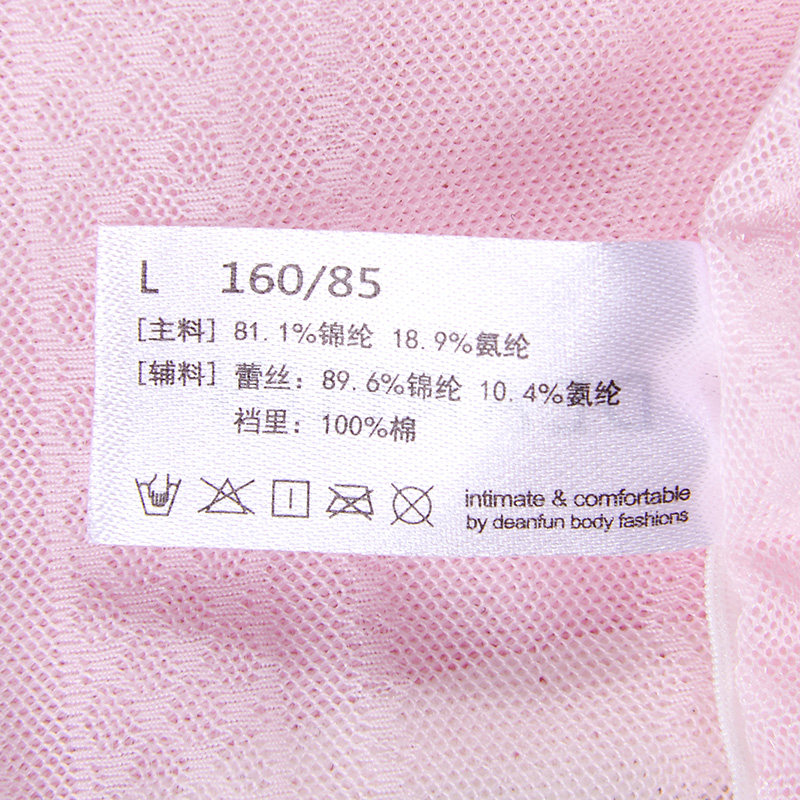 L 160/85
[主料] 81.1%锦纶 18.9%氨纶
[辅料] 蕾丝：89.6%锦纶 10.4%氨纶
裆里：100%棉
intimate & comfortable
by deanfun body fashions